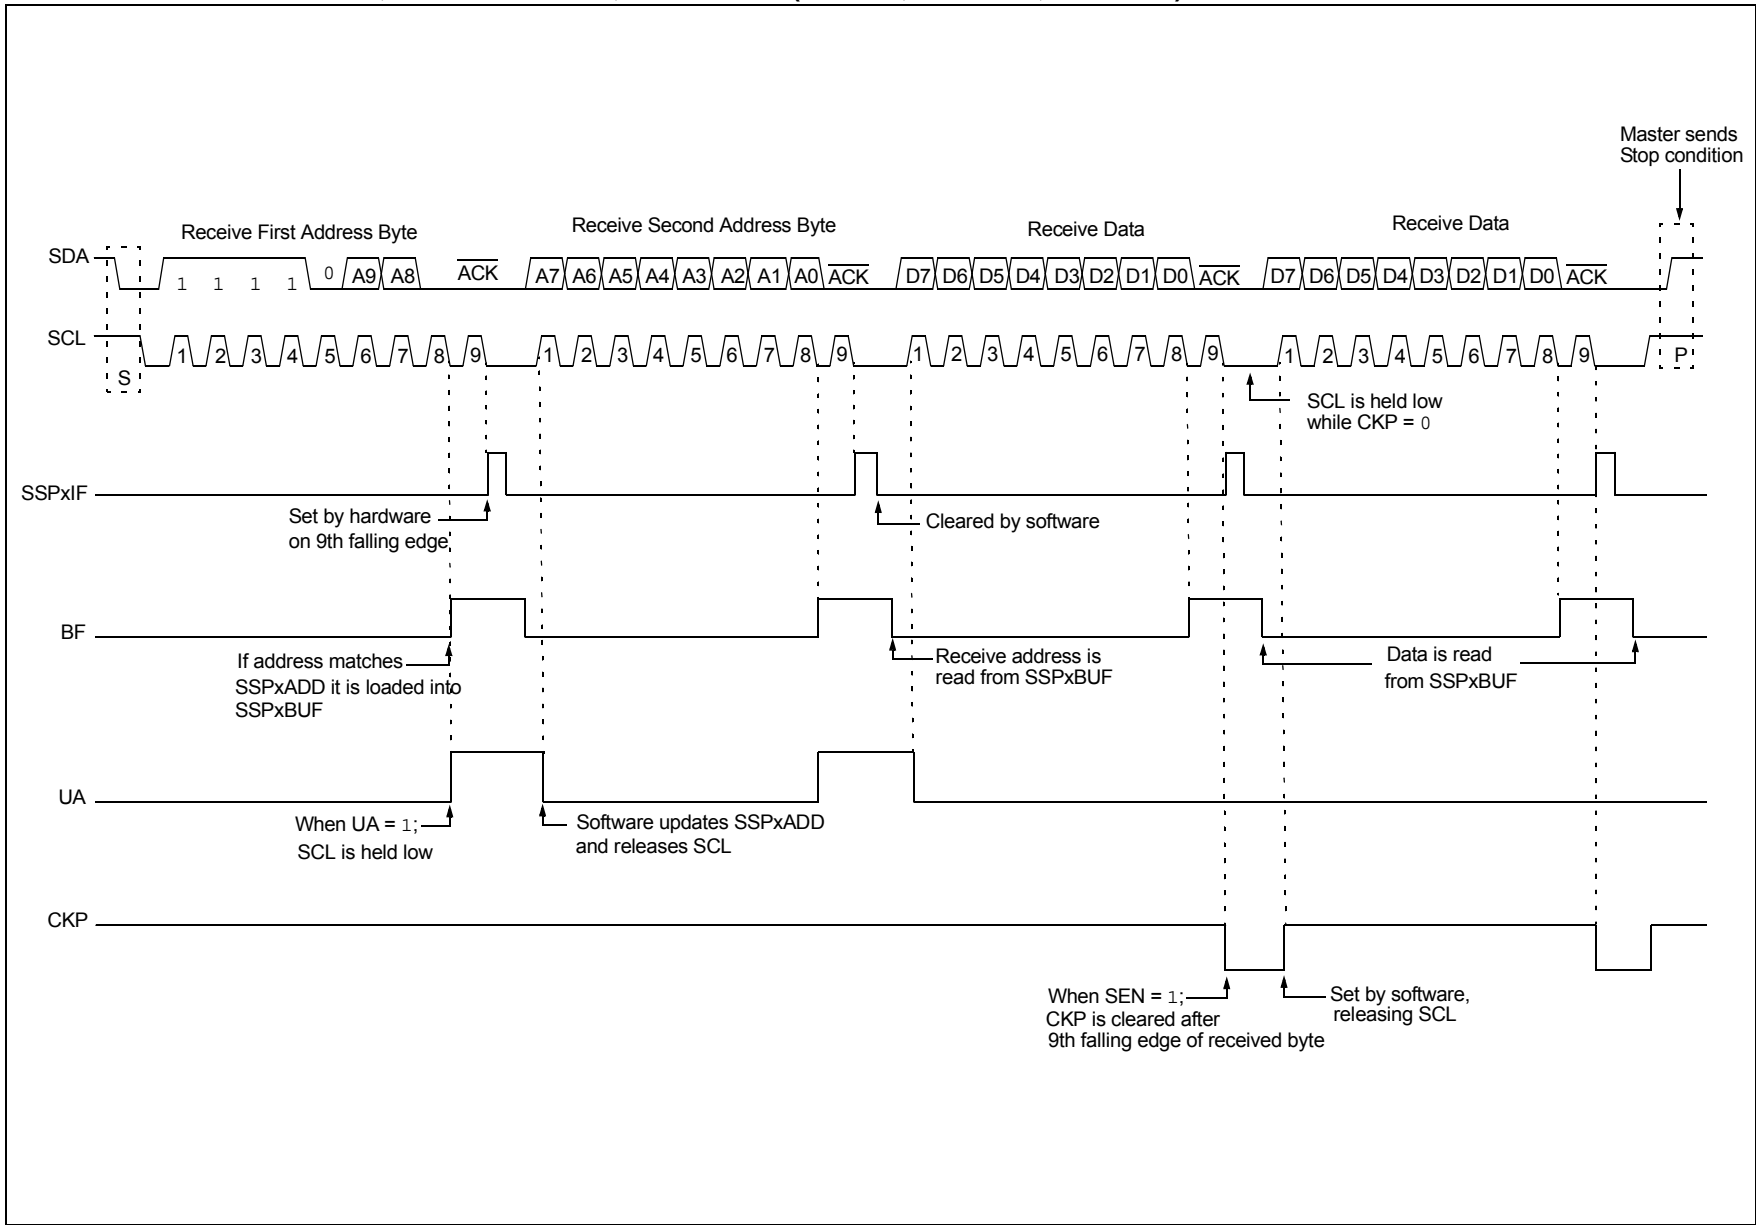 Master sends
Stop condition
Receive First Address Byte
Receive Second Address Byte
Receive Data
Receive Data
SDA
1 1 1 1 0 A9 A8 ACK A7 A6 A5 A4 A3 A2 A1 A0 ACK D7 D6 D5 D4 D3 D2 D1 D0 ACK D7 D6 D5 D4 D3 D2 D1 D0 ACK
SCL
S 1 2 3 4 5 6 7 8 9 1 2 3 4 5 6 7 8 9 1 2 3 4 5 6 7 8 9 1 2 3 4 5 6 7 8 9 P
SCL is held low
while CKP = 0
SSPxIF
Set by hardware
on 9th falling edge
Cleared by software
BF
If address matches
SSPxADD it is loaded into
SSPxBUF
Receive address is
read from SSPxBUF
Data is read
from SSPxBUF
UA
When UA = 1;
SCL is held low
Software updates SSPxADD
and releases SCL
CKP
When SEN = 1;
CKP is cleared after
9th falling edge of received byte
Set by software,
releasing SCL